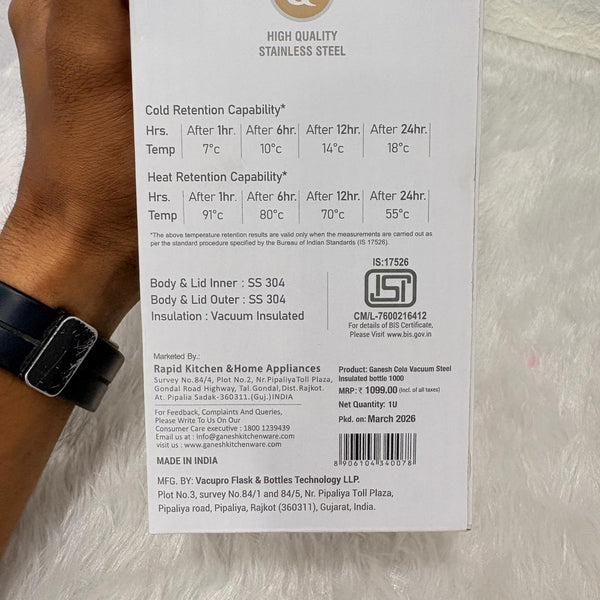 HIGH QUALITY
STAINLESS STEEL
Cold Retention Capability*
Hrs. After 1hr. After 6hr. After 12hr. After 24hr.
Temp 7°c 10°c 14°c 18°c
Heat Retention Capability*
Hrs. After 1hr. After 6hr. After 12hr. After 24hr.
Temp 91°c 80°c 70°c 55°c
*The above temperature retention results are valid only when the measurements are carried out as
per the standard procedure specified by the Bureau of Indian Standards (IS 17526).
Body & Lid Inner : SS 304
Body & Lid Outer : SS 304
Insulation : Vacuum Insulated
IS:17526
ISI
CM/L-7600216412
For details of BIS Certificate,
Please Visit www.bis.gov.in
Marketed By.:
Rapid Kitchen &Home Appliances
Survey No.84/4, Plot No.2, Nr.Pipaliya Toll Plaza,
Gondal Road Highway, Tal.Gondal,Dist.Rajkot.
At. Pipalia Sadak-360311.(Guj.)INDIA
For Feedback, Complaints And Queries,
Please Write To Us On Our
Consumer Care executive : 1800 1239439
Email us at : info@ganeshkitchenware.com
visit us : www.ganeshkitchenware.com
MADE IN INDIA
Product: Ganesh Cola Vacuum Steel
Insulated bottle 1000
MRP: ₹ 1099.00 (Incl. of all taxes)
Net Quantity: 1U
Pkd. on: March 2026
8 906104 340078
MFG. BY: Vacupro Flask & Bottles Technology LLP.
Plot No.3, survey No.84/1 and 84/5, Nr. Pipaliya Toll Plaza,
Pipaliya road, Pipaliya, Rajkot (360311), Gujarat, India.